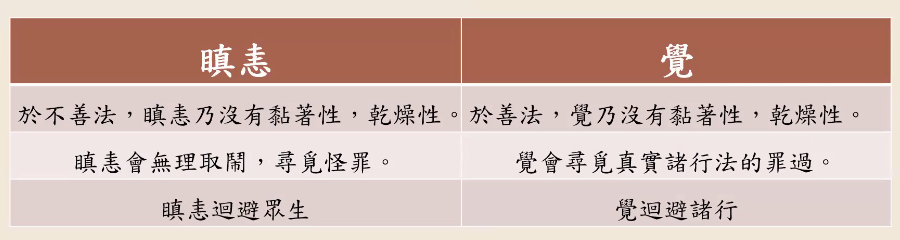 瞋恚
覺
於不善法，瞋恚乃沒有黏著性，乾燥性。
於善法，覺乃沒有黏著性，乾燥性。
瞋恚會無理取鬧，尋覓怪罪。
覺會尋覓真實諸行法的罪過。
瞋恚迴避眾生
覺迴避諸行